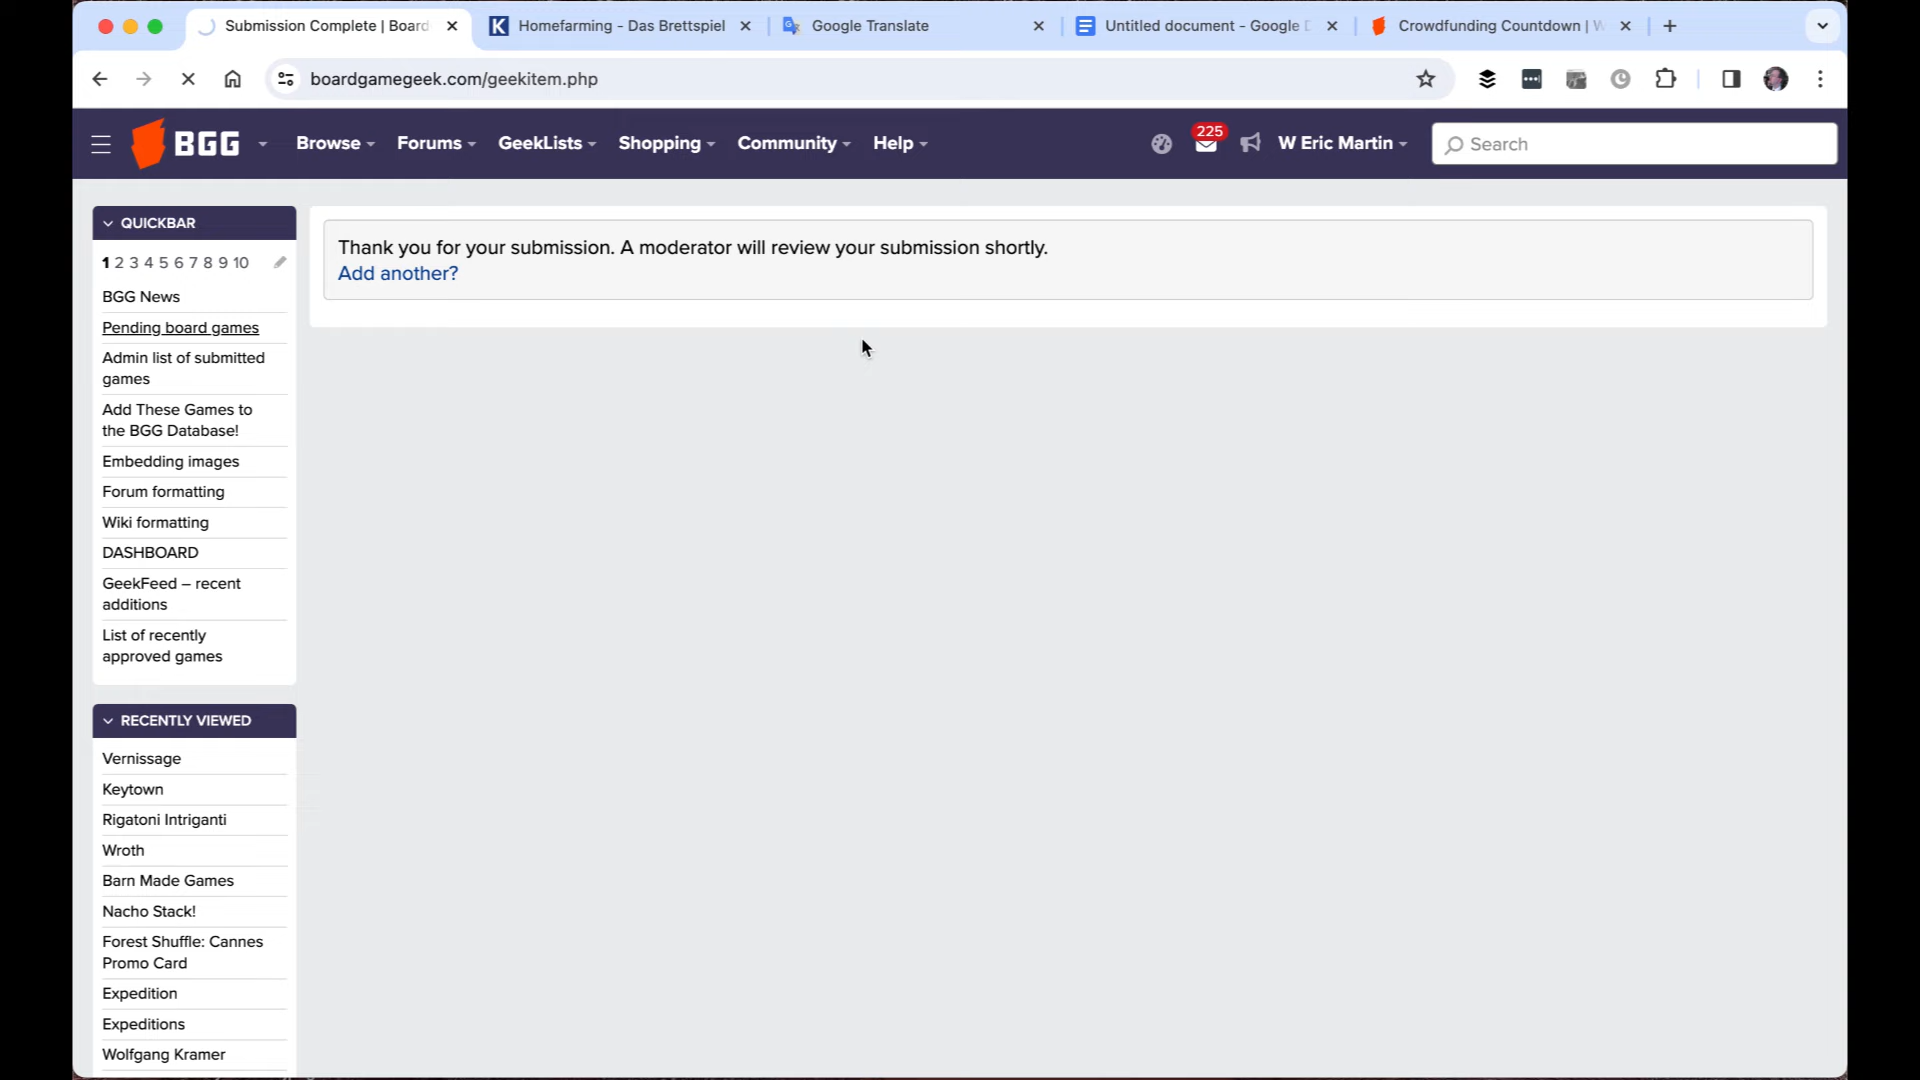 Submission Complete | Board
Homefarming - Das Brettspiel
Google Translate
Untitled document - Google D
Crowdfunding Countdown | W
boardgamegeek.com/geekitem.php
BGG
Browse
Forums
GeekLists
Shopping
Community
Help
225
W Eric Martin
Search
QUICKBAR
1 2 3 4 5 6 7 8 9 10
BGG News
Pending board games
Admin list of submitted
games
Add These Games to
the BGG Database!
Embedding images
Forum formatting
Wiki formatting
DASHBOARD
GeekFeed – recent
additions
List of recently
approved games
RECENTLY VIEWED
Vernissage
Keytown
Rigatoni Intriganti
Wroth
Barn Made Games
Nacho Stack!
Forest Shuffle: Cannes
Promo Card
Expedition
Expeditions
Wolfgang Kramer
Thank you for your submission. A moderator will review your submission shortly.
Add another?